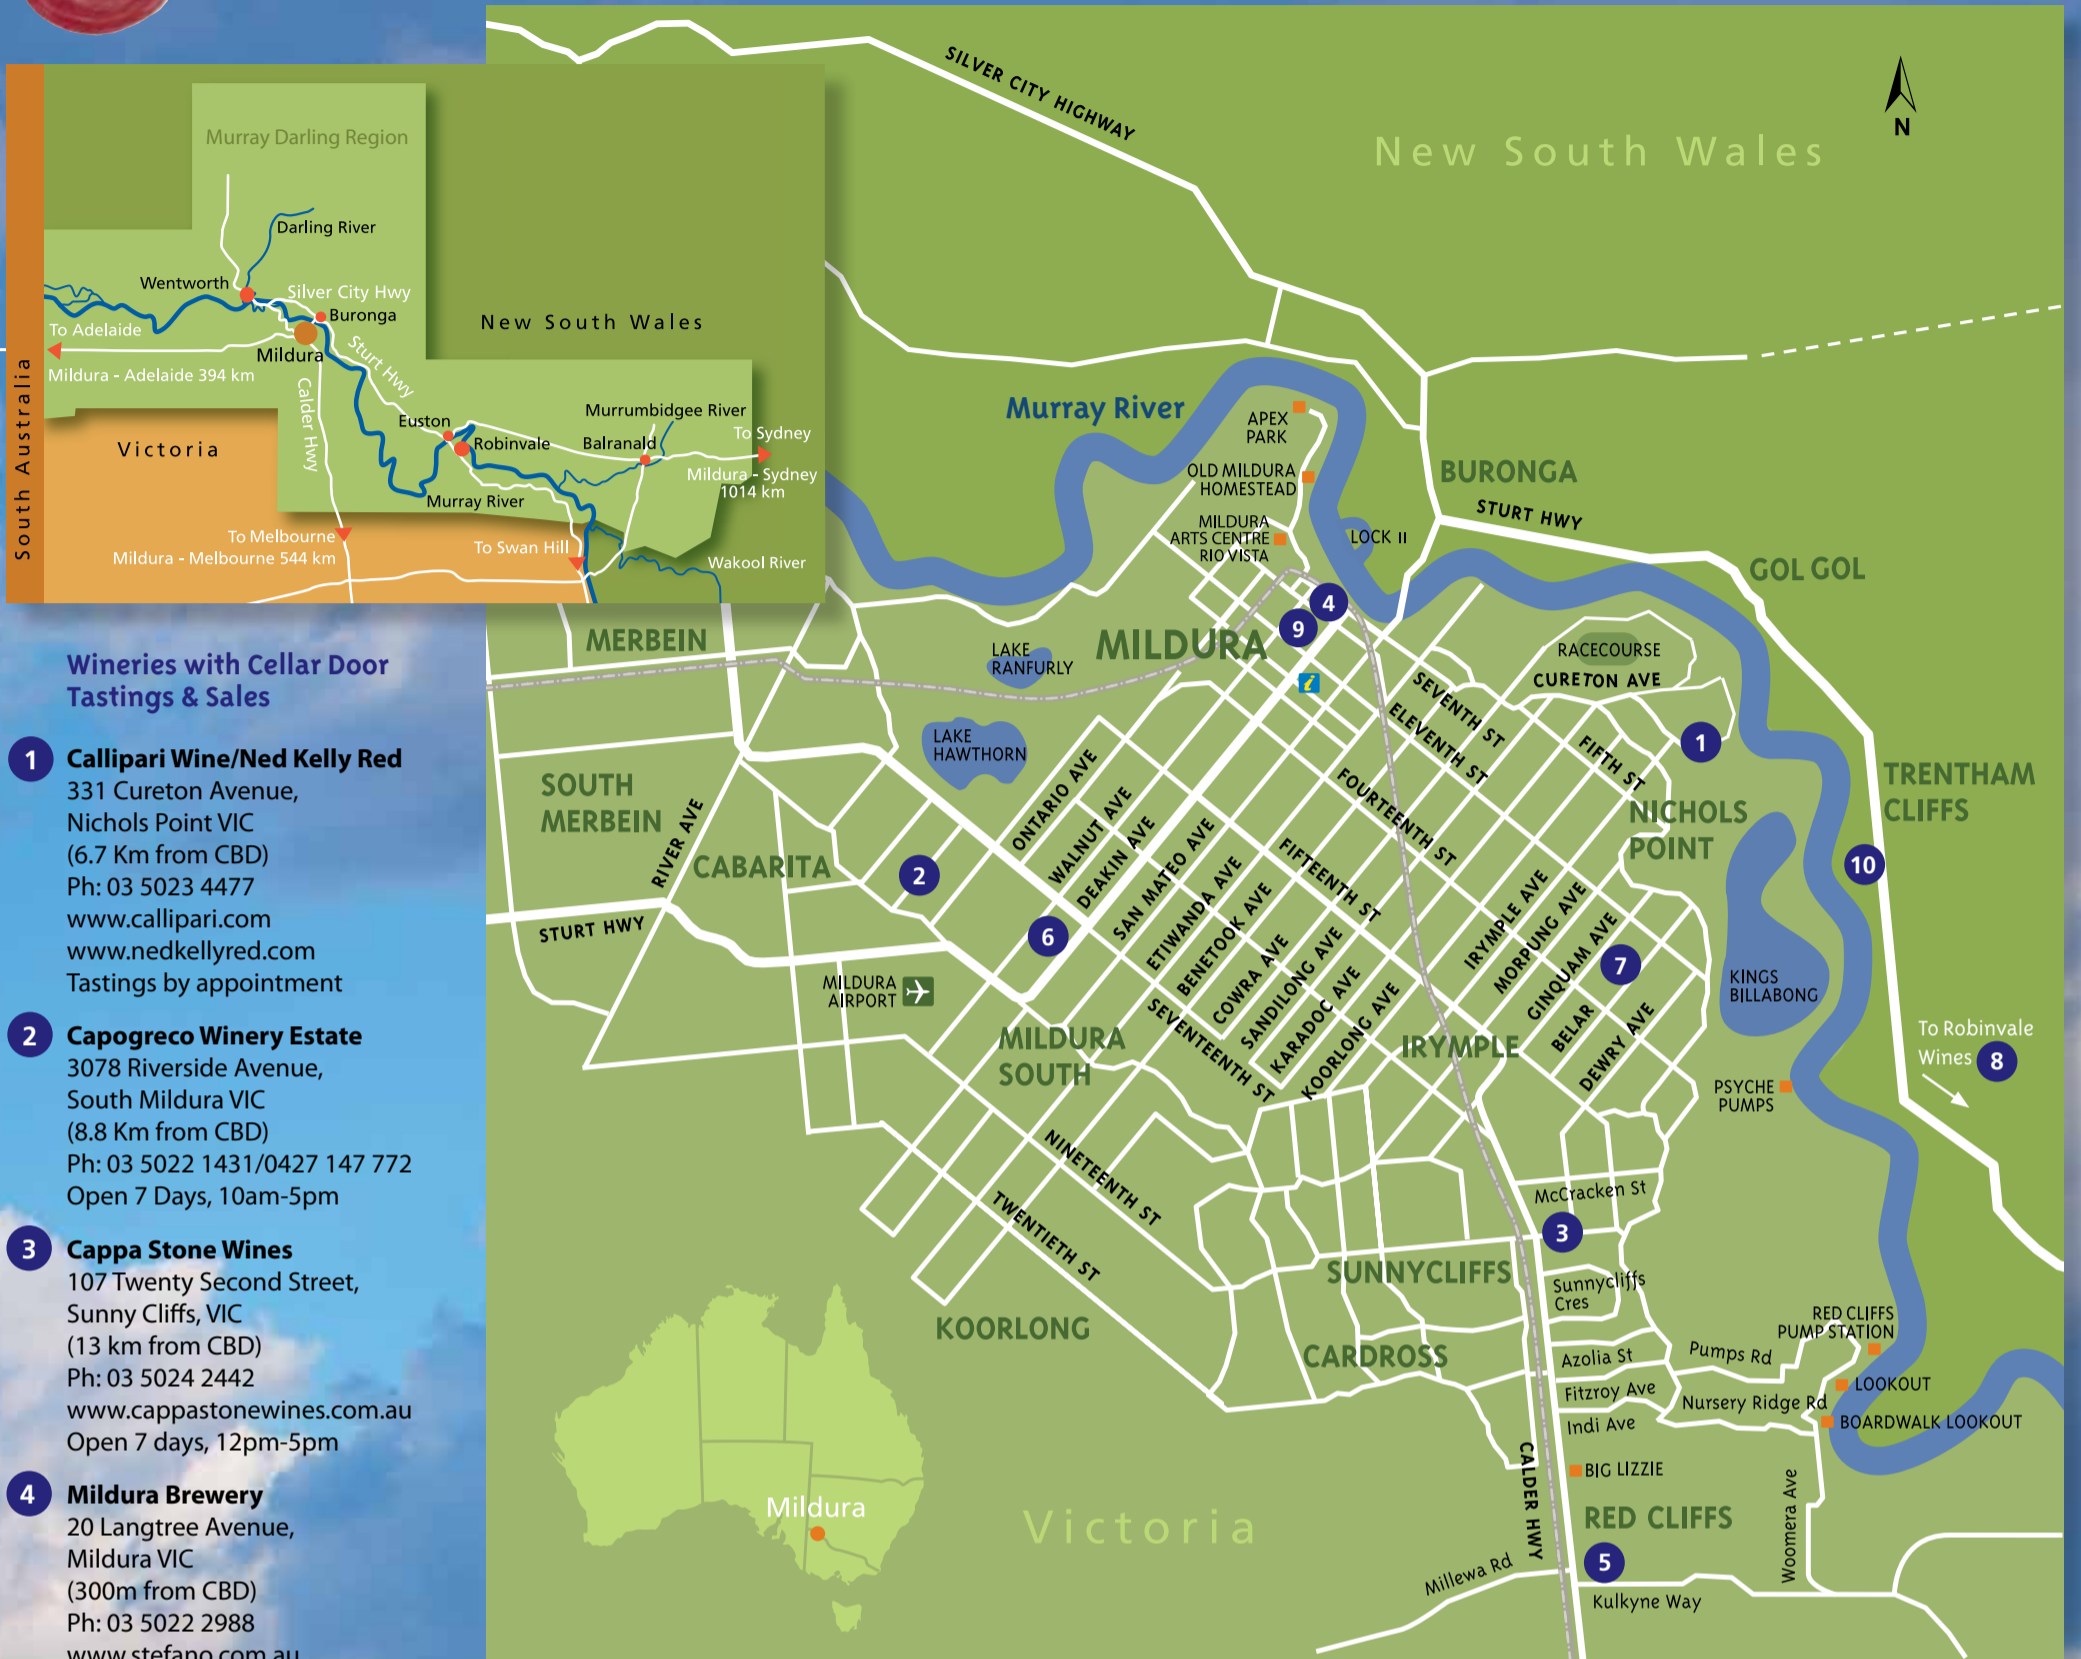 Murray Darling Region
Darling River
Wentworth
Silver City Hwy
Buronga
To Adelaide
Mildura
Sturt Hwy
Mildura - Adelaide 394 km
New South Wales
South Australia
Victoria
Calder Hwy
Euston
Murrumbidgee River
Robinvale
Balranald
To Sydney
Mildura - Sydney
1014 km
Murray River
To Melbourne
Mildura - Melbourne 544 km
To Swan Hill
Wakool River
Wineries with Cellar Door
Tastings & Sales
1 Callipari Wine/Ned Kelly Red
331 Cureton Avenue,
Nichols Point VIC
(6.7 Km from CBD)
Ph: 03 5023 4477
www.callipari.com
www.nedkellyred.com
Tastings by appointment
2 Capogreco Winery Estate
3078 Riverside Avenue,
South Mildura VIC
(8.8 Km from CBD)
Ph: 03 5022 1431/0427 147 772
Open 7 Days, 10am-5pm
3 Cappa Stone Wines
107 Twenty Second Street,
Sunny Cliffs, VIC
(13 km from CBD)
Ph: 03 5024 2442
www.cappastonewines.com.au
Open 7 days, 12pm-5pm
4 Mildura Brewery
20 Langtree Avenue,
Mildura VIC
(300m from CBD)
Ph: 03 5022 2988
www.stefano.com.au
SILVER CITY HIGHWAY
New South Wales
N
Murray River
APEX
PARK
OLD MILDURA
HOMESTEAD
MILDURA
ARTS CENTRE
RIO VISTA
LOCK II
BURONGA
STURT HWY
GOL GOL
4
9
MERBEIN
LAKE
RANFURLY
MILDURA
i
RACECOURSE
CURETON AVE
SEVENTH ST
ELEVENTH ST
FIFTH ST
1
LAKE
HAWTHORN
SOUTH
MERBEIN
RIVER AVE
CABARITA
2
ONTARIO AVE
WALNUT AVE
DEAKIN AVE
SAN MATEO AVE
ETIWANDA AVE
BENETOOK AVE
COWRA AVE
SANDILONG AVE
KARADOC AVE
KOORLONG AVE
FOURTEENTH ST
FIFTEENTH ST
NICHOLS
POINT
TRENTHAM
CLIFFS
10
STURT HWY
6
MILDURA
AIRPORT
IRYMPLE AVE
MORPUNG AVE
GINQUAM AVE
BELAR
DEWRY AVE
7
KINGS
BILLABONG
MILDURA
SOUTH
SEVENTEENTH ST
IRYMPLE
To Robinvale
Wines 8
PSYCHE
PUMPS
NINETEENTH ST
TWENTIETH ST
McCracken St
3
SUNNYCLIFFS
Sunnycliffs
Cres
KOORLONG
CARDROSS
RED CLIFFS
PUMP STATION
Azolia St
Pumps Rd
Fitzroy Ave
LOOKOUT
Nursery Ridge Rd
Indi Ave
BOARDWALK LOOKOUT
CALDER HWY
BIG LIZZIE
Mildura
Victoria
RED CLIFFS
Woomera Ave
5
Millewa Rd
Kulkyne Way